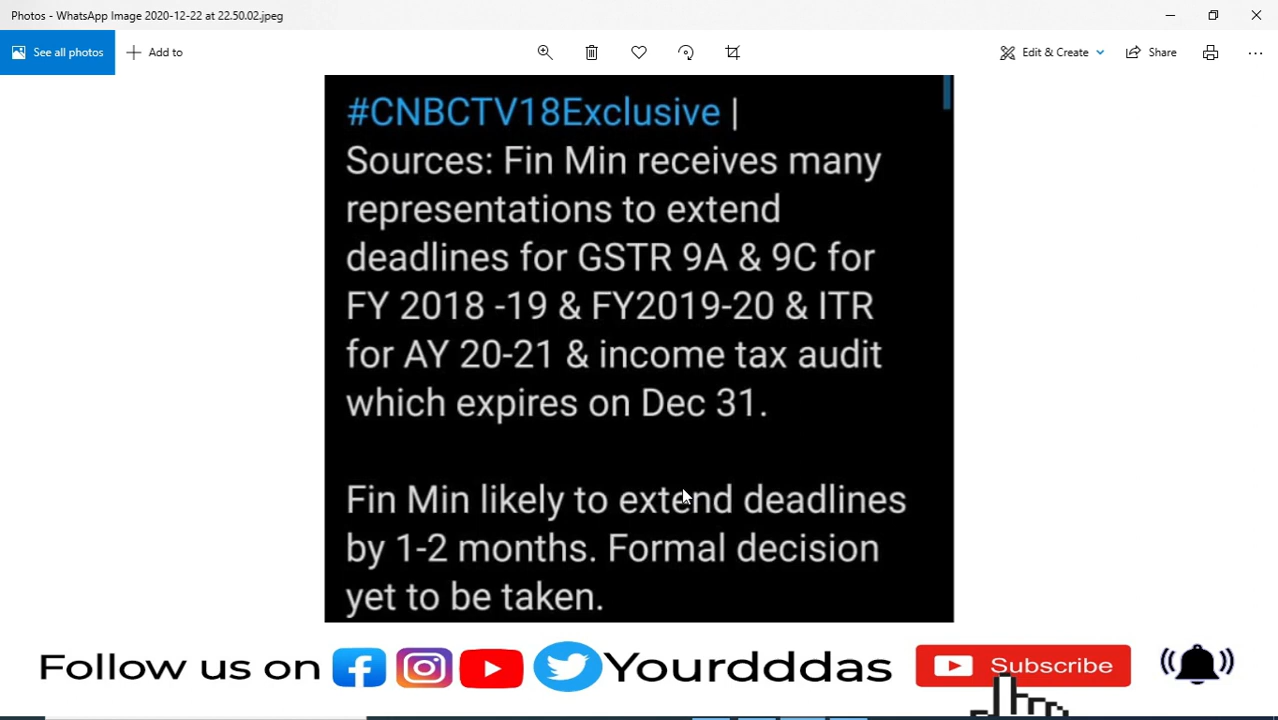 Photos - WhatsApp Image 2020-12-22 at 22.50.02.jpeg
See all photos
Add to
Edit & Create
Share
#CNBCTV18Exclusive |
Sources: Fin Min receives many
representations to extend
deadlines for GSTR 9A & 9C for
FY 2018 -19 & FY2019-20 & ITR
for AY 20-21 & income tax audit
which expires on Dec 31.
Fin Min likely to extend deadlines
by 1-2 months. Formal decision
yet to be taken.
Follow us on Yourdddas Subscribe